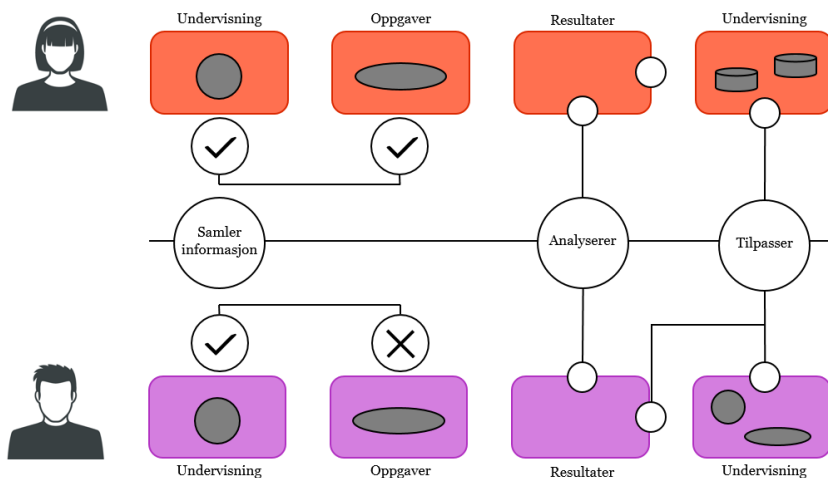 Undervisning
Oppgaver
Resultater
Undervisning
Samler
informasjon
Analyserer
Tilpasser
Undervisning
Oppgaver
Resultater
Undervisning